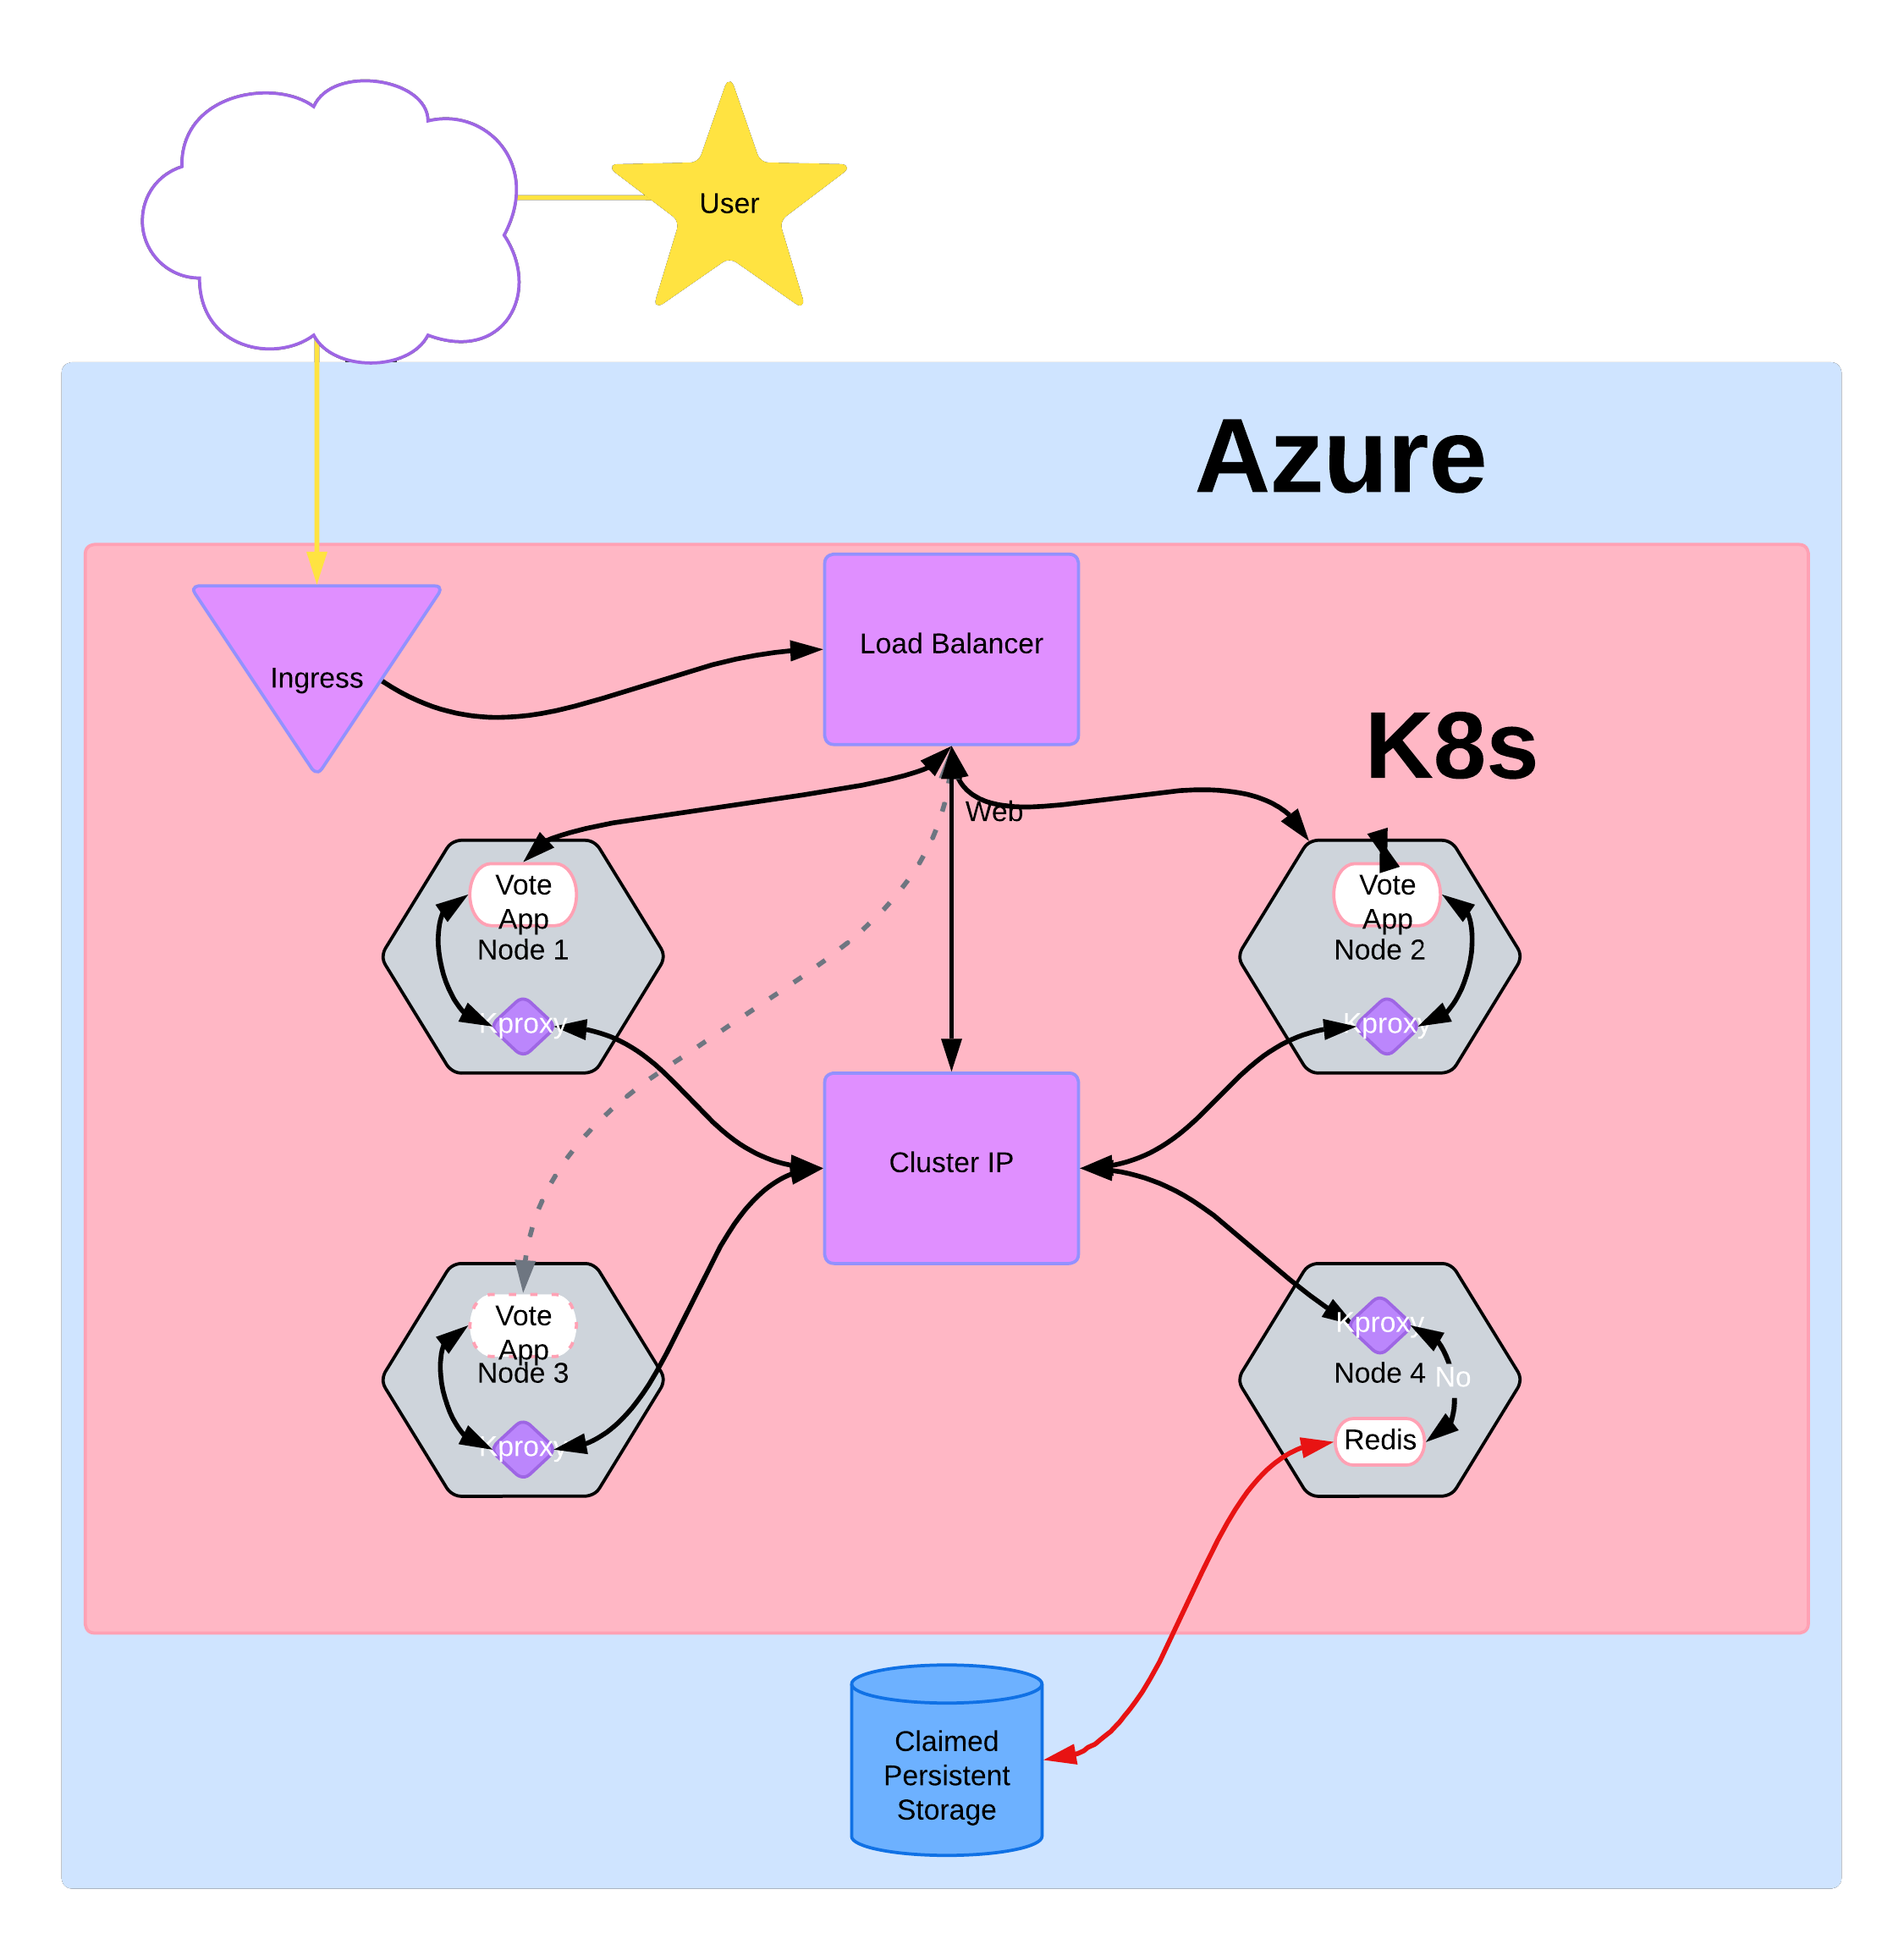 User
Azure
Load Balancer
Ingress
K8s
Web
Vote
App
Node 1
Kproxy
Vote
App
Node 2
Kproxy
Cluster IP
Vote
App
Node 3
Kproxy
Kproxy
Node 4
No
Redis
Claimed
Persistent
Storage